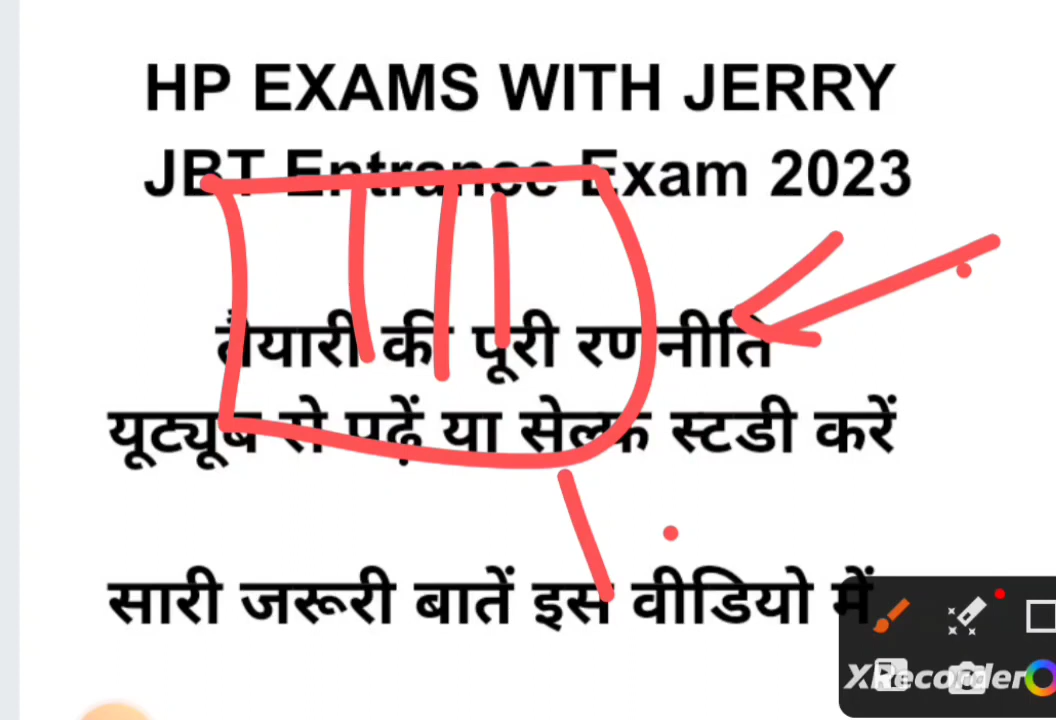 HP EXAMS WITH JERRY
JBT Entrance Exam 2023
तैयारी की पूरी रणनीति
यूट्यूब से पढ़ें या सेल्फ स्टडी करें
सारी जरूरी बातें इस वीडियो में
XRecorder